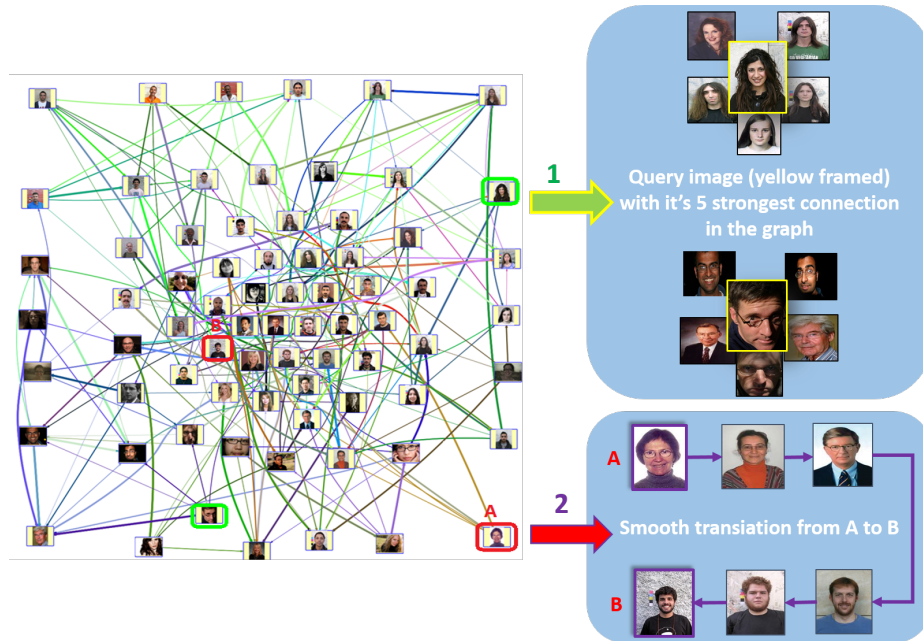 1
Query image (yellow framed)
with it's 5 strongest connection
in the graph
B
A
2
A
Smooth transiation from A to B
B